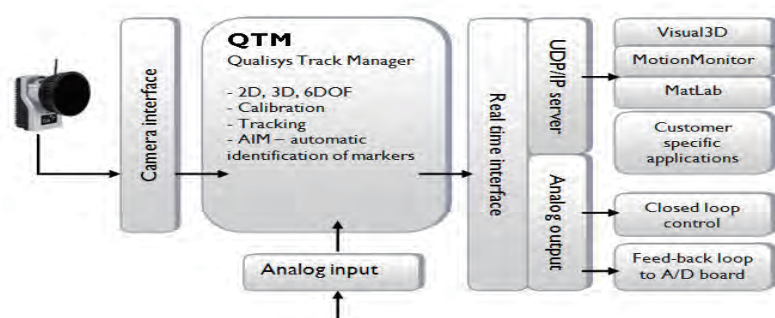 Camera interface
QTM
Qualisys Track Manager
- 2D, 3D, 6DOF
- Calibration
- Tracking
- AIM – automatic
identification of markers
Analog input
Real time interface
UDP/IP server
Analog output
Visual3D
MotionMonitor
MatLab
Customer
specific
applications
Closed loop
control
Feed-back loop
to A/D board